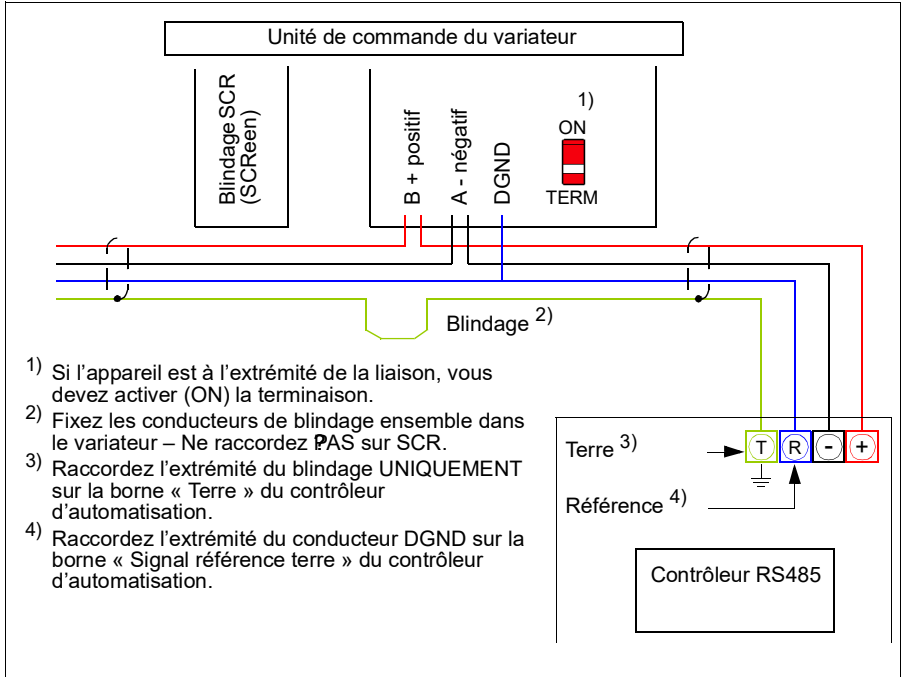 Unité de commande du variateur
Blindage SCR
(SCReen)
B + positif
A - négatif
DGND
1)
ON
TERM
Blindage 2)
1) Si l'appareil est à l'extrémité de la liaison, vous
devez activer (ON) la terminaison.
2) Fixez les conducteurs de blindage ensemble dans
le variateur – Ne raccordez PAS sur SCR.
3) Raccordez l'extrémité du blindage UNIQUEMENT
sur la borne « Terre » du contrôleur
d'automatisation.
4) Raccordez l'extrémité du conducteur DGND sur la
borne « Signal référence terre » du contrôleur
d'automatisation.
Terre 3)
T R - +
Référence 4)
Contrôleur RS485